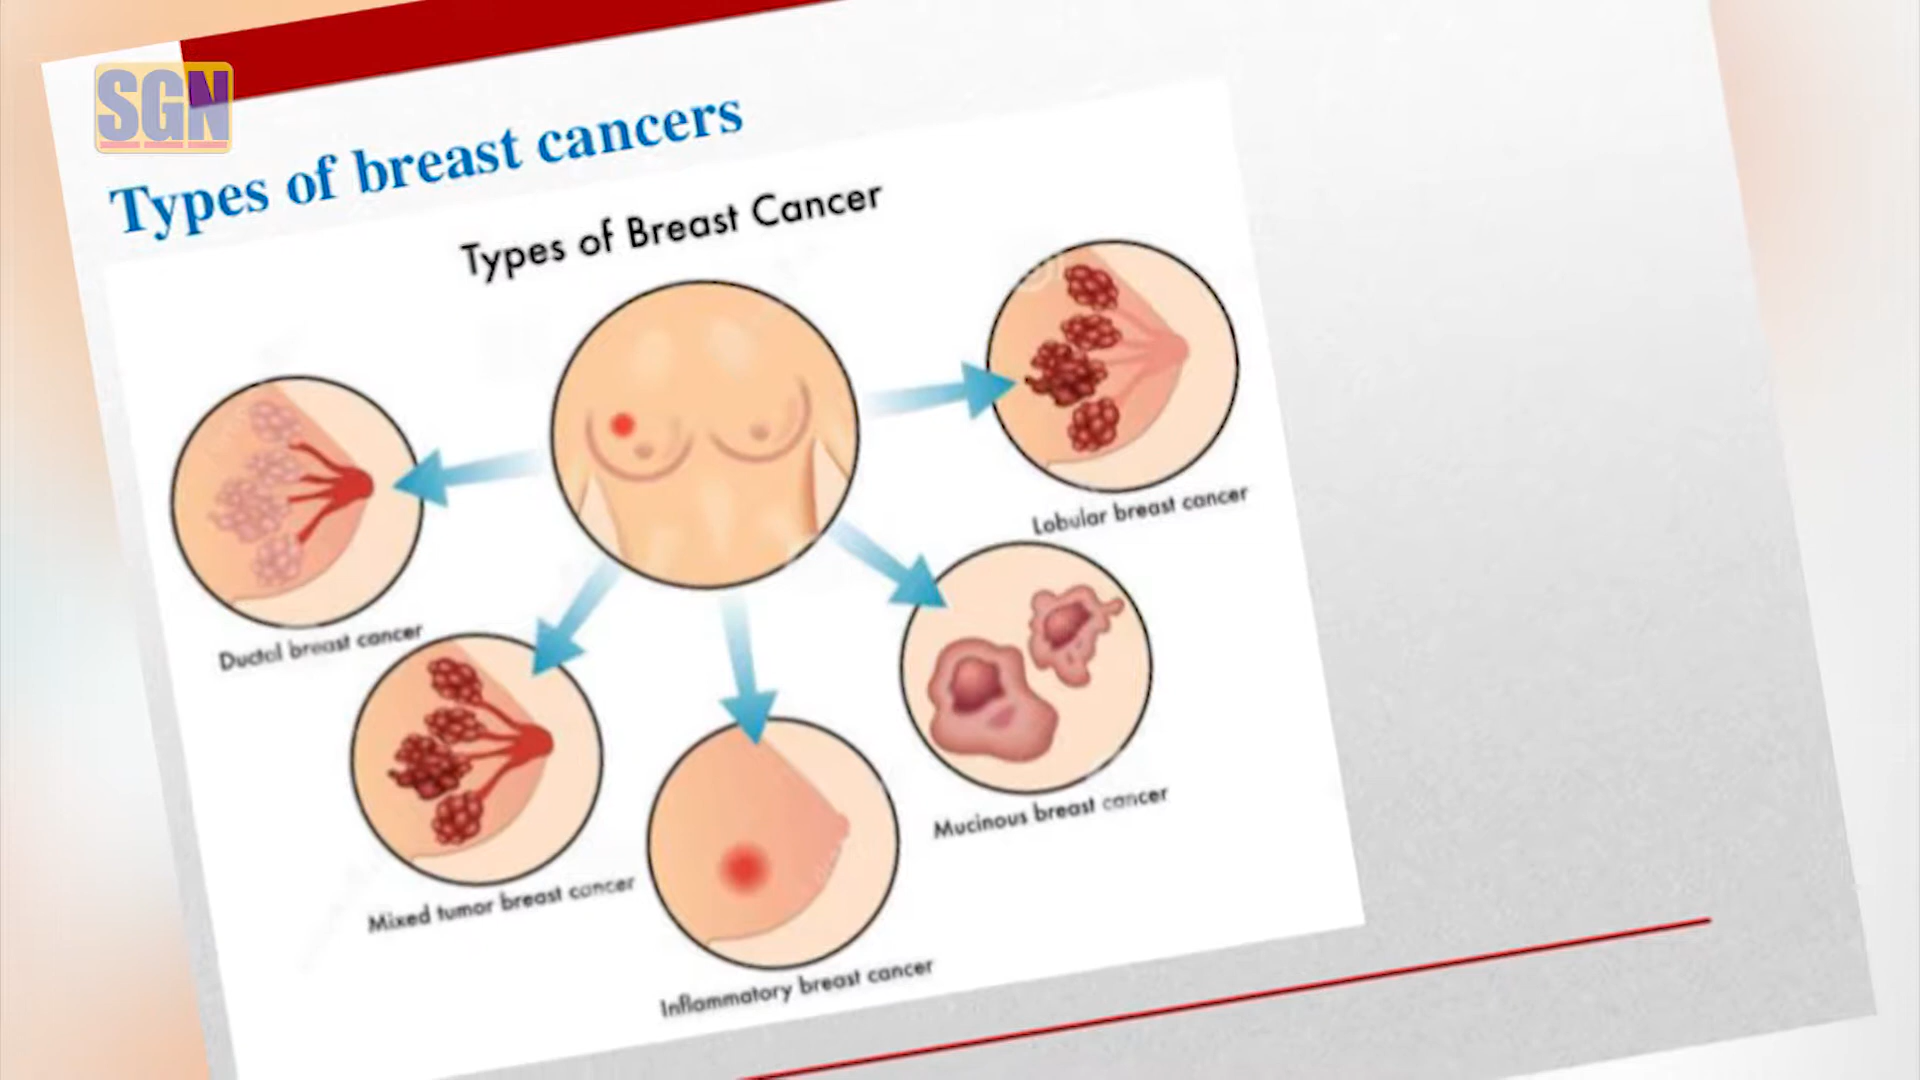 SGN
Types of breast cancers
Types of Breast Cancer
Lobular breast cancer
Ductal breast cancer
Mucinous breast cancer
Mixed tumor breast cancer
Inflammatory breast cancer